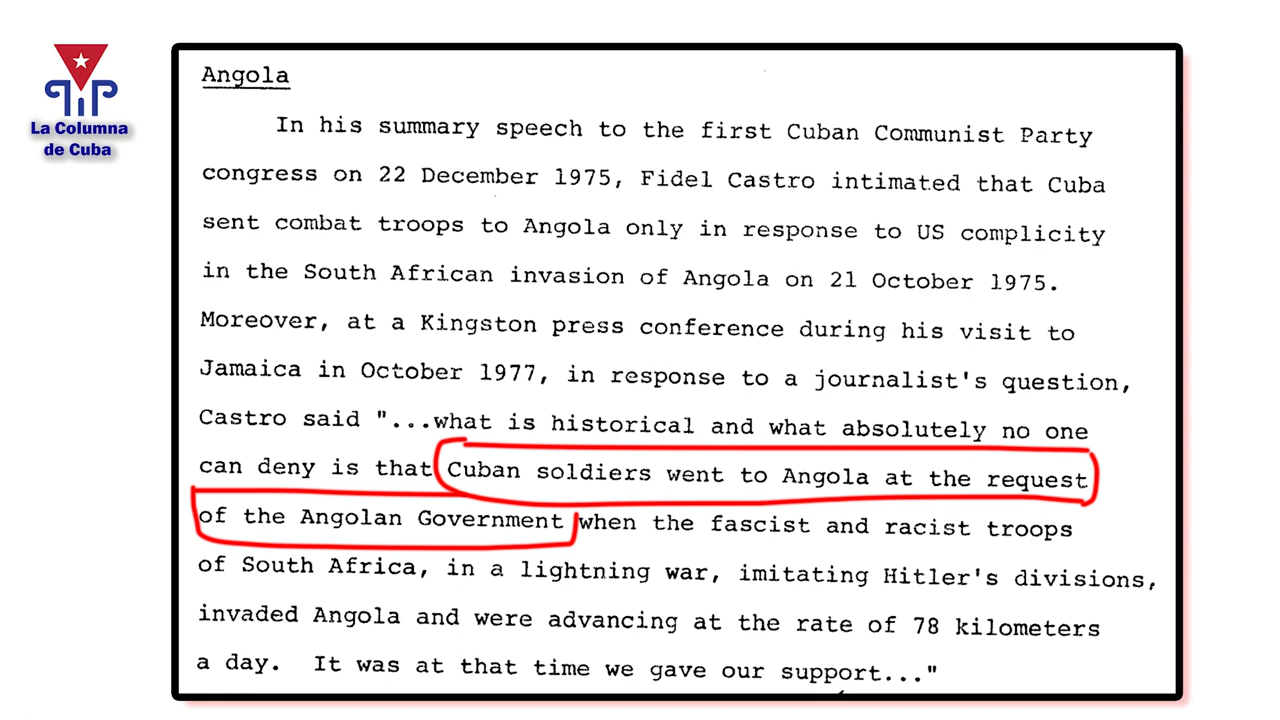 La Columna
de Cuba
Angola
In his summary speech to the first Cuban Communist Party
congress on 22 December 1975, Fidel Castro intimated that Cuba
sent combat troops to Angola only in response to US complicity
in the South African invasion of Angola on 21 October 1975.
Moreover, at a Kingston press conference during his visit to
Jamaica in October 1977, in response to a journalist's question,
Castro said "...what is historical and what absolutely no one
can deny is that Cuban soldiers went to Angola at the request
of the Angolan Government when the fascist and racist troops
of South Africa, in a lightning war, imitating Hitler's divisions,
invaded Angola and were advancing at the rate of 78 kilometers
a day. It was at that time we gave our support..."